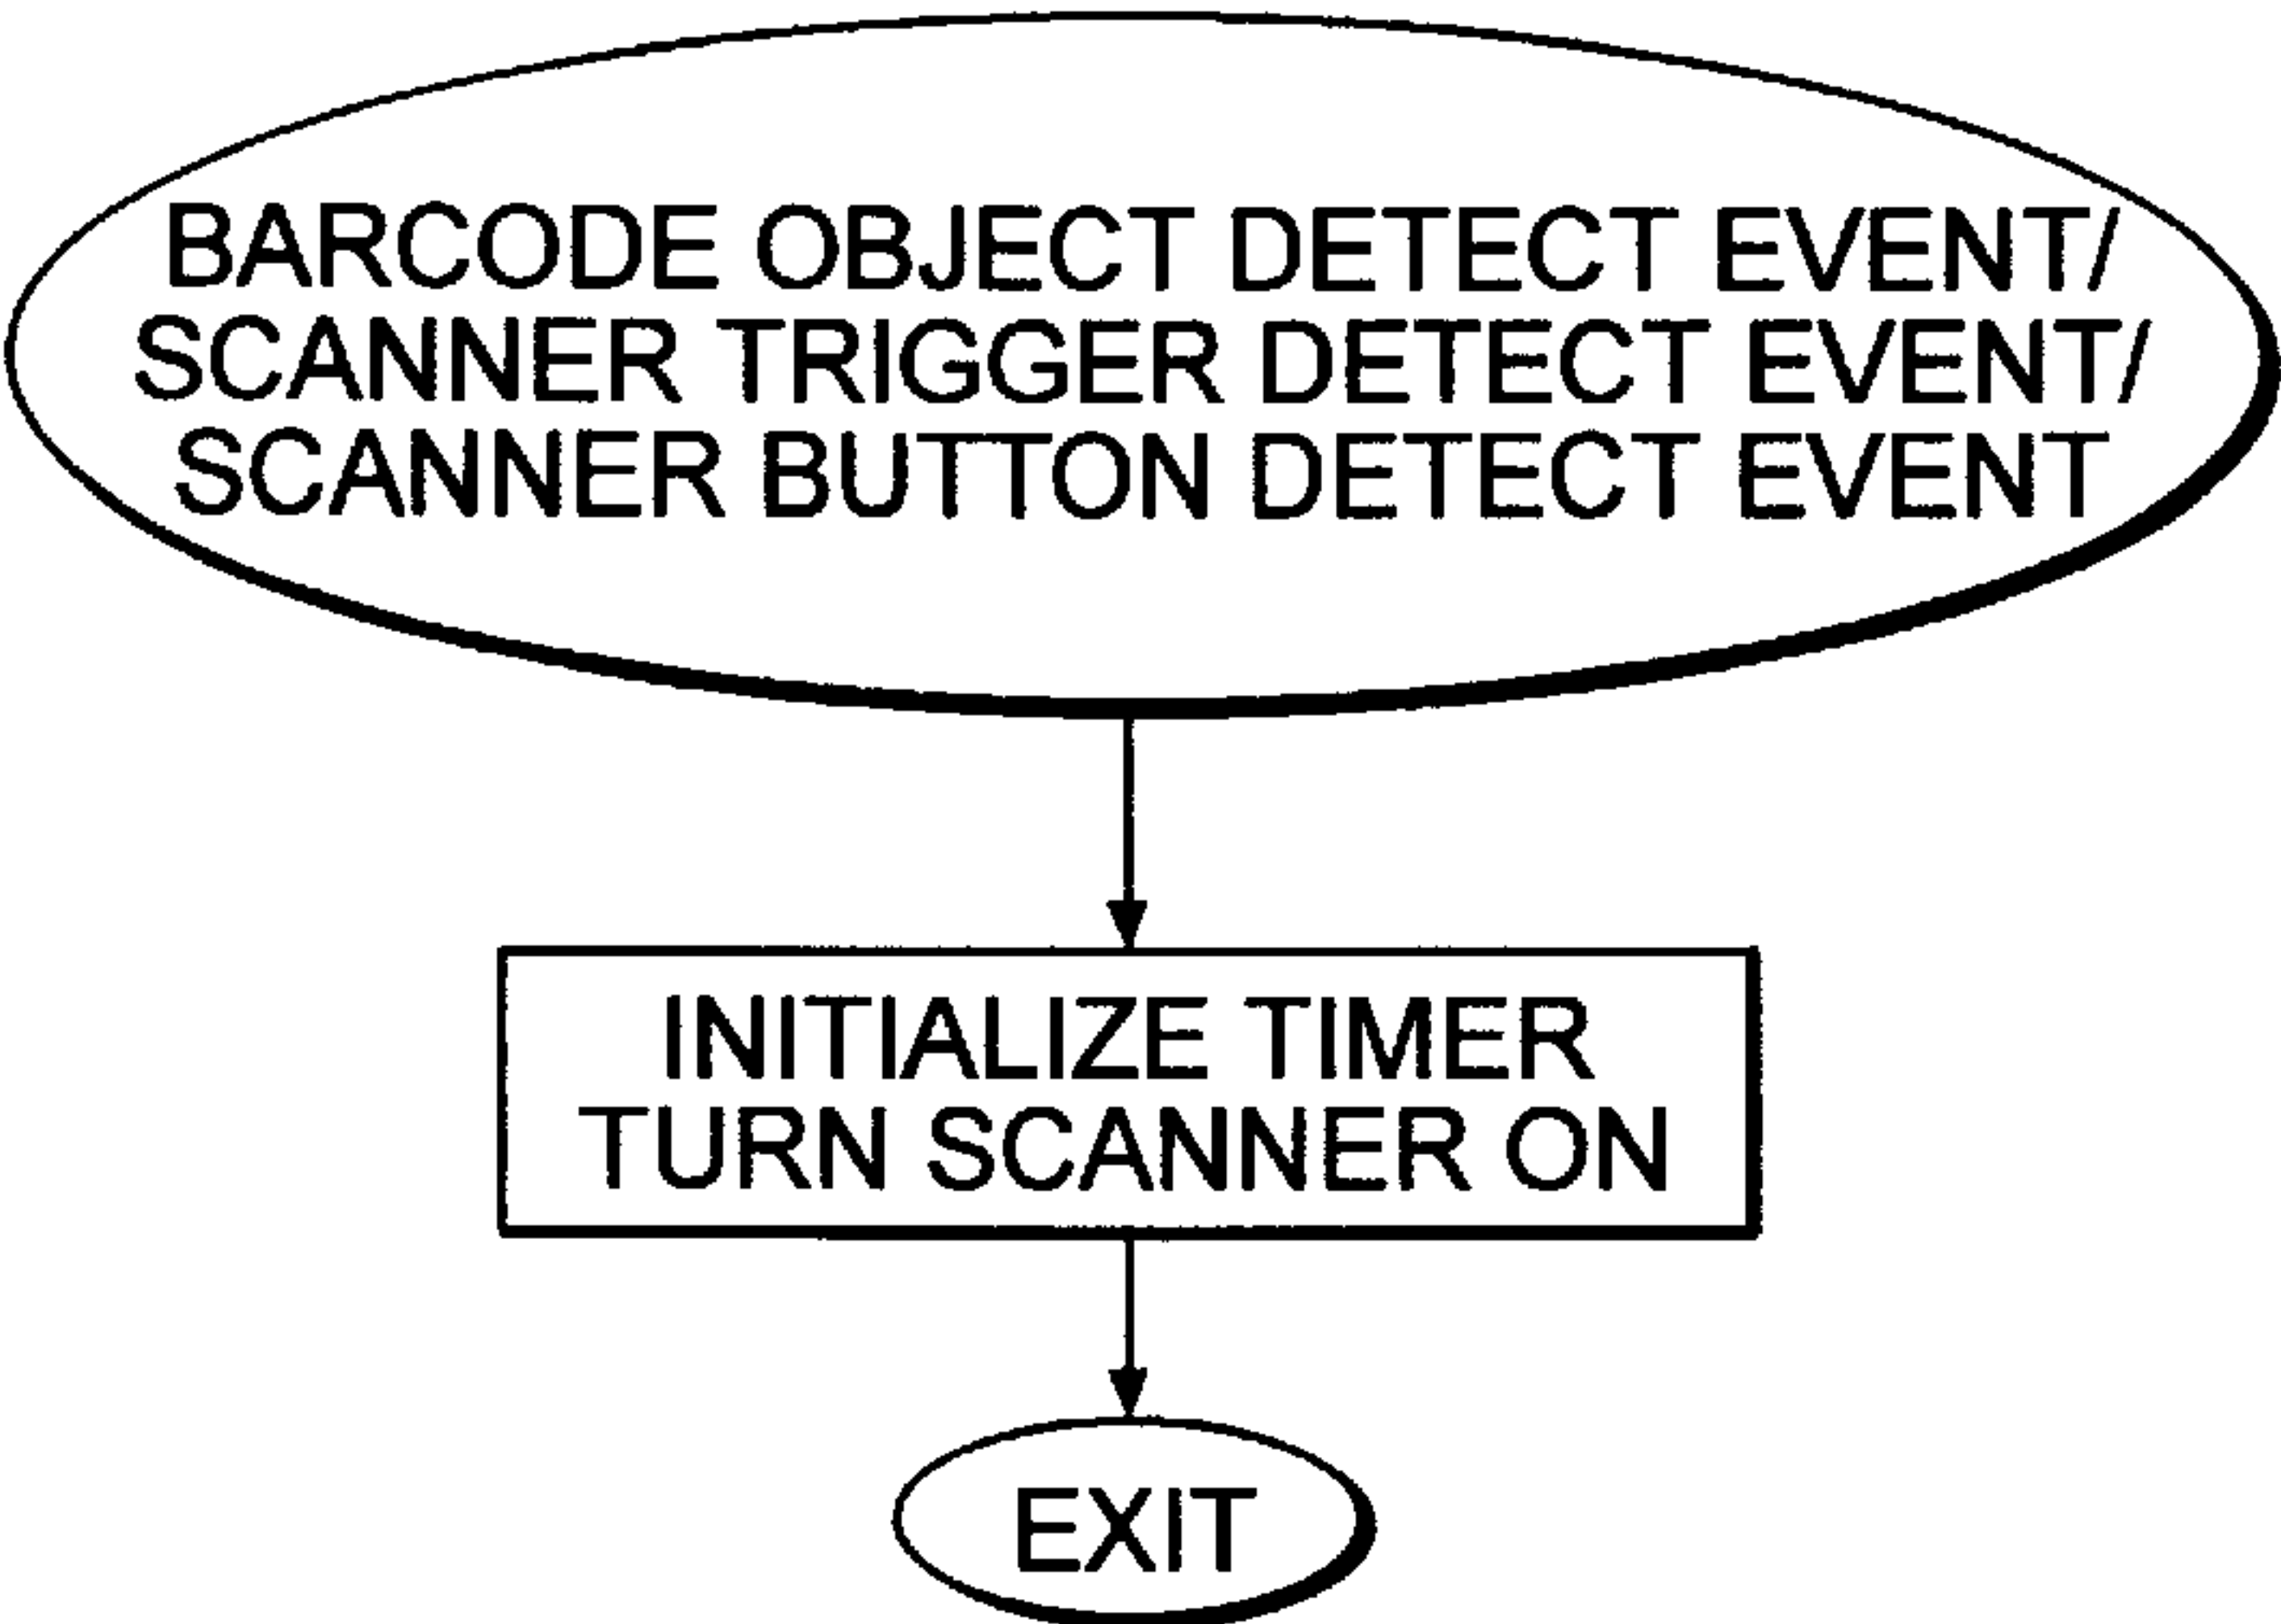 BARCODE OBJECT DETECT EVENT/
SCANNER TRIGGER DETECT EVENT/
SCANNER BUTTON DETECT EVENT
INITIALIZE TIMER
TURN SCANNER ON
EXIT